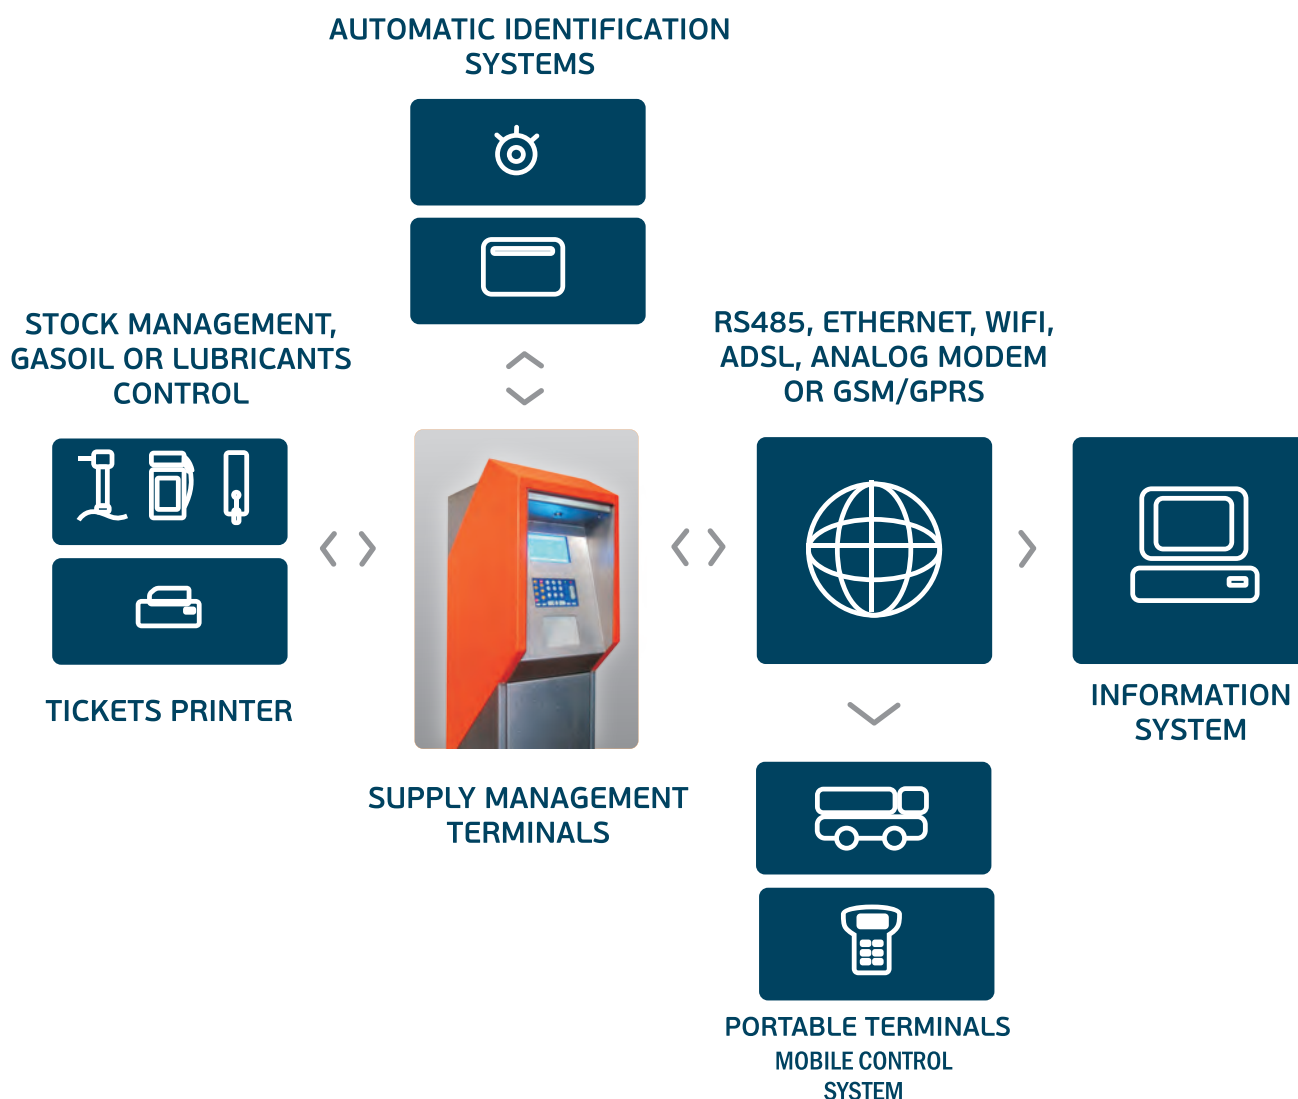 AUTOMATIC IDENTIFICATION
SYSTEMS
STOCK MANAGEMENT,
GASOIL OR LUBRICANTS
CONTROL
RS485, ETHERNET, WIFI,
ADSL, ANALOG MODEM
OR GSM/GPRS
TICKETS PRINTER
SUPPLY MANAGEMENT
TERMINALS
INFORMATION
SYSTEM
PORTABLE TERMINALS
MOBILE CONTROL
SYSTEM